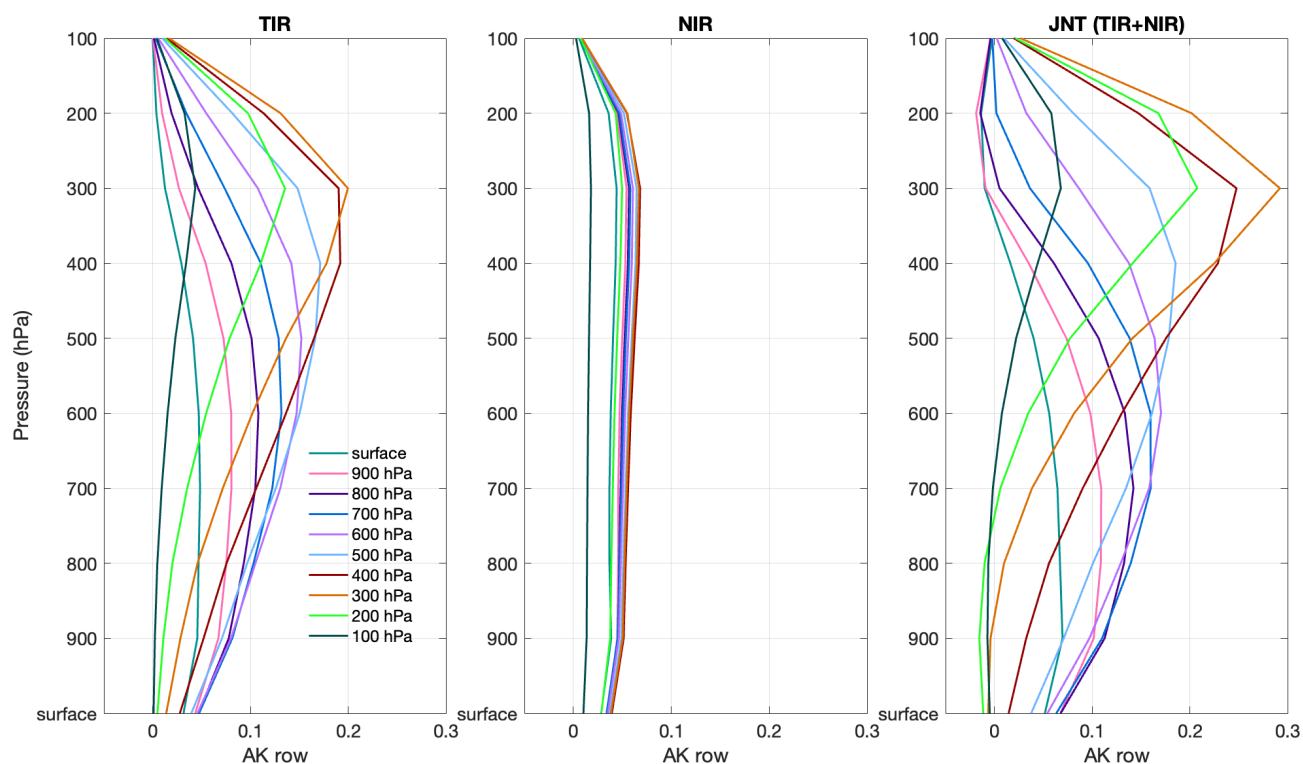 TIR
NIR
JNT (TIR+NIR)
100
200
300
400
500
600
700
800
900
surface
Pressure (hPa)
0
0.1
0.2
0.3
AK row
surface
900 hPa
800 hPa
700 hPa
600 hPa
500 hPa
400 hPa
300 hPa
200 hPa
100 hPa
100
200
300
400
500
600
700
800
900
surface
0
0.1
0.2
0.3
AK row
100
200
300
400
500
600
700
800
900
surface
0
0.1
0.2
0.3
AK row